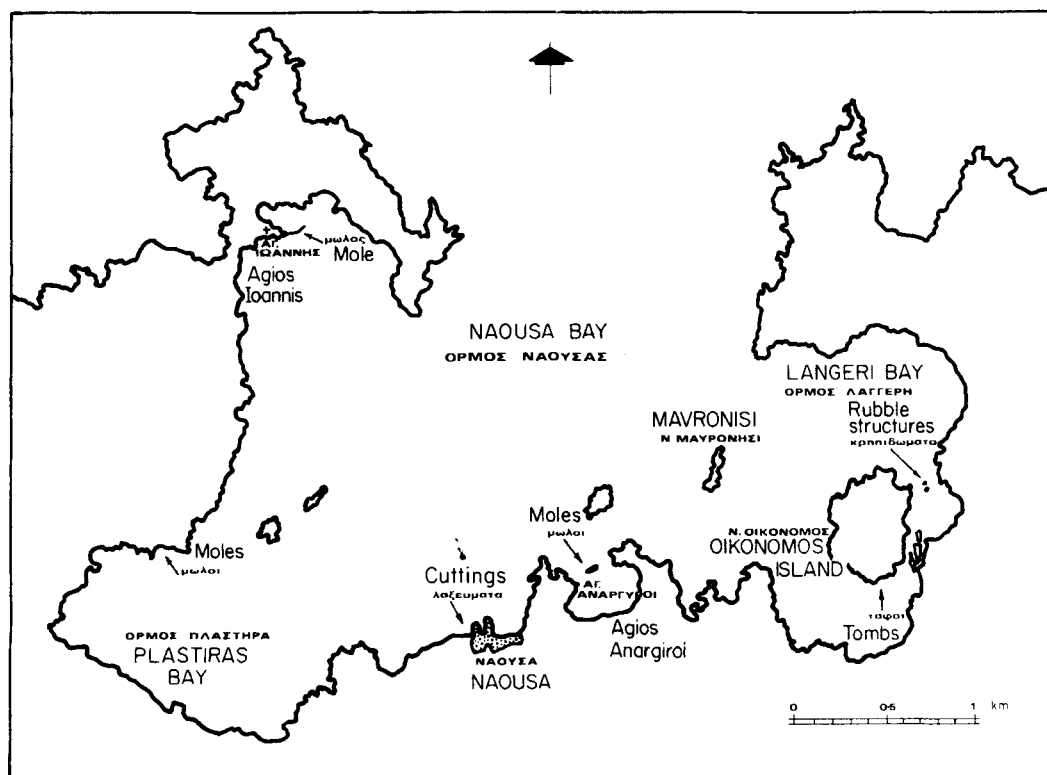 μωλος
Mole
ΑΓ.
ΙΩΑΝΝΗΣ
Agios
Ioannis
NAOUSA BAY
ΟΡΜΟΣ ΝΑΟΥΣΑΣ
LANGERI BAY
ΟΡΜΟΣ ΛΑΓΓΕΡΗ
Rubble
structures
κρηπιδωματα
MAVRONISI
Ν ΜΑΥΡΟΝΗΣΙ
Moles
μωλοι
Moles
μωλοι
Cuttings
λαξευματα
Ν. ΟΙΚΟΝΟΜΟΣ
OIKONOMOS
ISLAND
ΑΓ.
ΑΝΑΡΓΥΡΟΙ
Agios
Anargiroi
ταφοι
Tombs
ΟΡΜΟΣ ΠΛΑΣΤΗΡΑ
PLASTIRAS
BAY
ΝΑΟΥΣΑ
NAOUSA
0 0·5 1 km